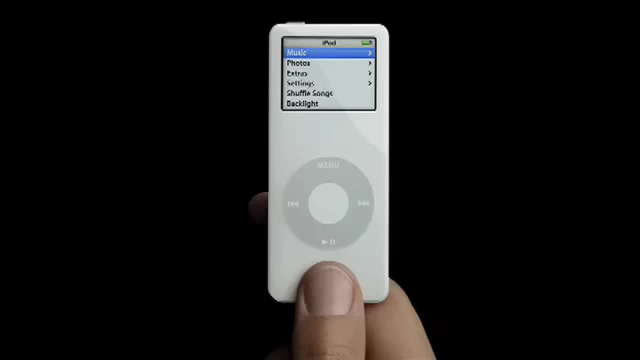 iPod
Music
Photos
Extras
Settings
Shuffle Songs
Backlight
MENU